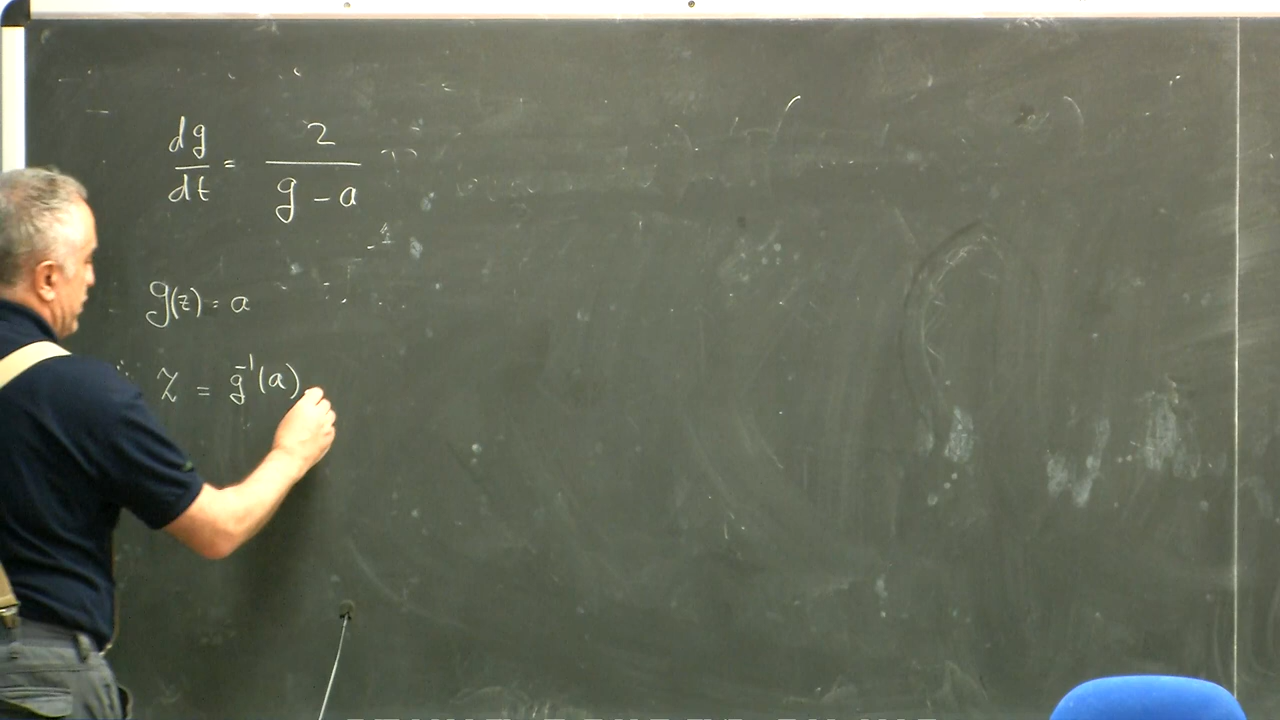 dg/dt = 2/(g - a)
g(z) = a
z = g⁻¹(a)